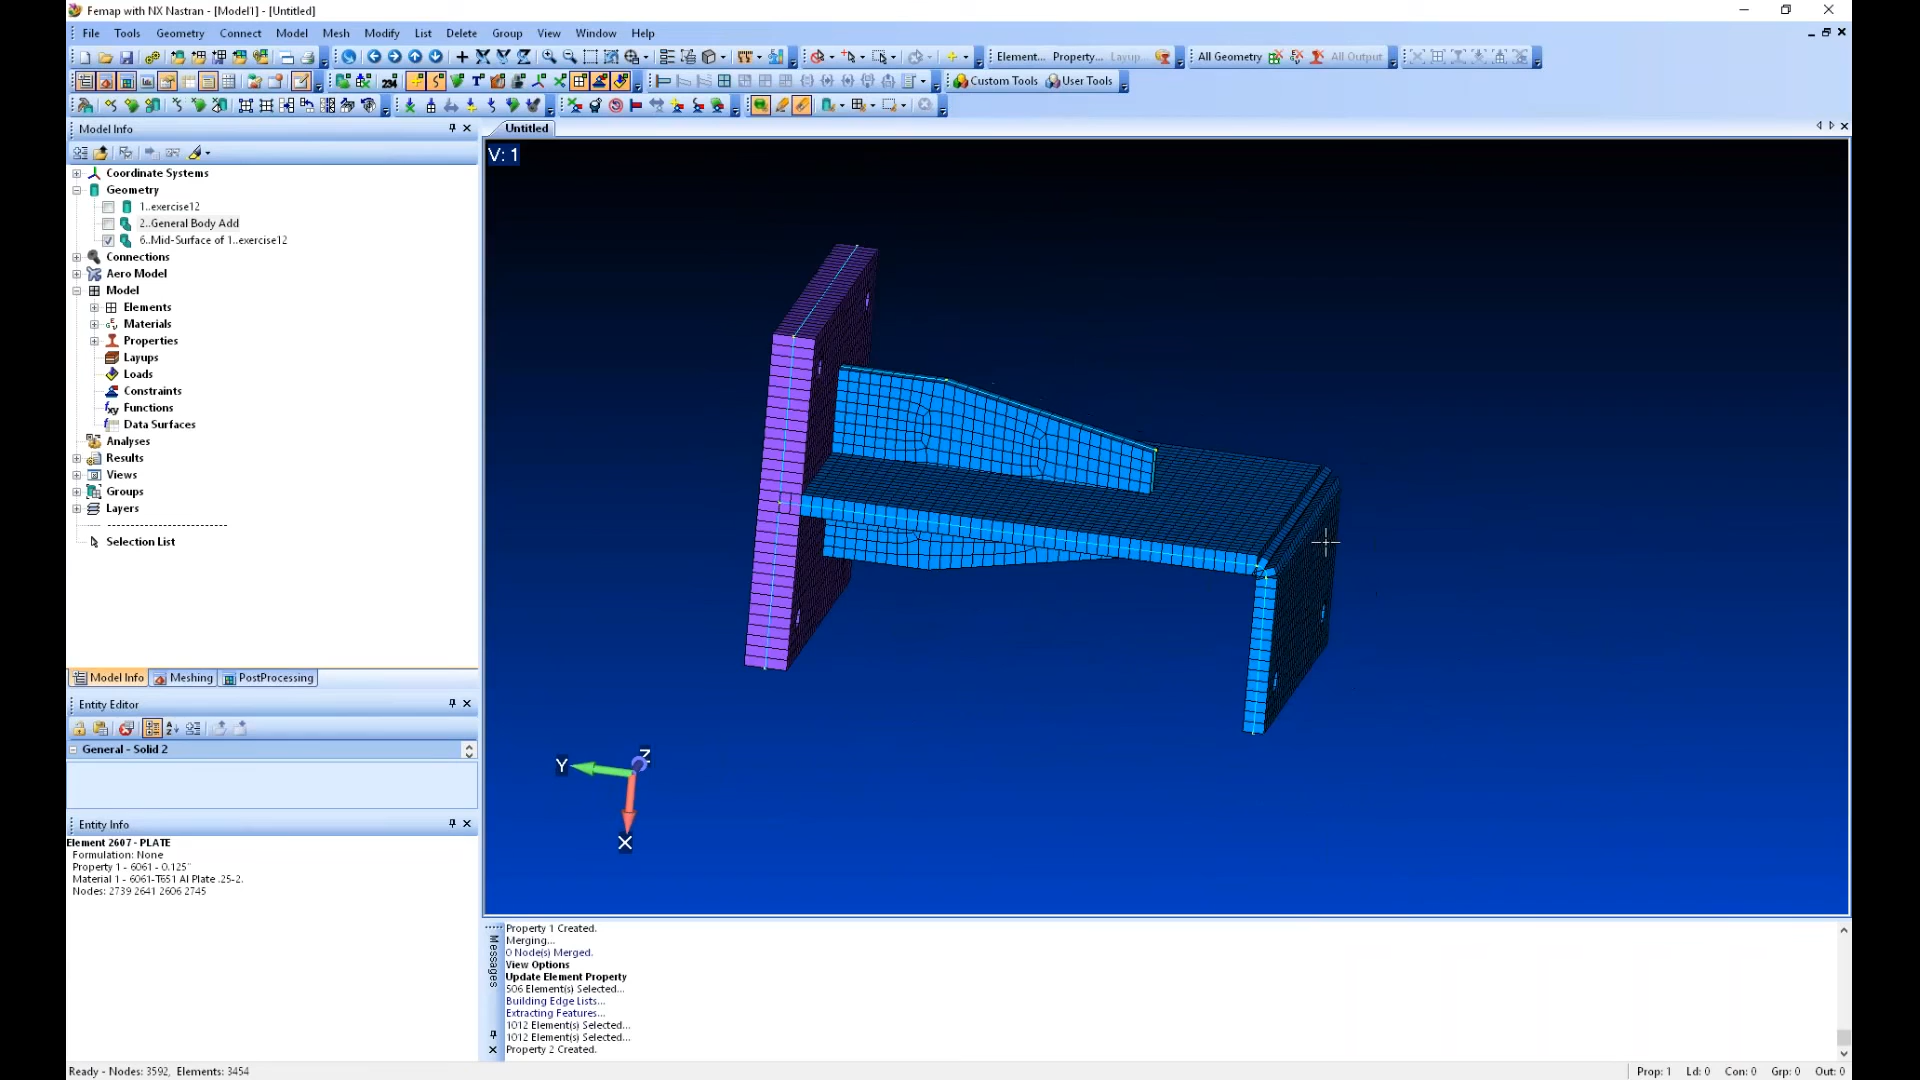 Femap with NX Nastran - [Model1] - [Untitled]
File Tools Geometry Connect Model Mesh Modify List Delete Group View Window Help
Element... Property... Layup... All Geometry All Output
234 Custom Tools User Tools
Model Info
Untitled
V: 1
Coordinate Systems
Geometry
1..exercise12
2..General Body Add
6..Mid-Surface of 1..exercise12
Connections
Aero Model
Model
Elements
Materials
Properties
Layups
Loads
Constraints
Functions
Data Surfaces
Analyses
Results
Views
Groups
Layers
Selection List
Model Info Meshing PostProcessing
Entity Editor
General - Solid 2
Entity Info
Element 2607 - PLATE
Formulation: None
Property 1 - 6061 - 0.125"
Material 1 - 6061-T651 Al Plate .25-2.
Nodes: 2739 2641 2606 2745
Z
Y
X
Messages
Property 1 Created.
Merging...
0 Node(s) Merged.
View Options
Update Element Property
506 Element(s) Selected...
Building Edge Lists...
Extracting Features...
1012 Element(s) Selected...
1012 Element(s) Selected...
Property 2 Created.
Ready - Nodes: 3592, Elements: 3454
Prop: 1 Ld: 0 Con: 0 Grp: 0 Out: 0